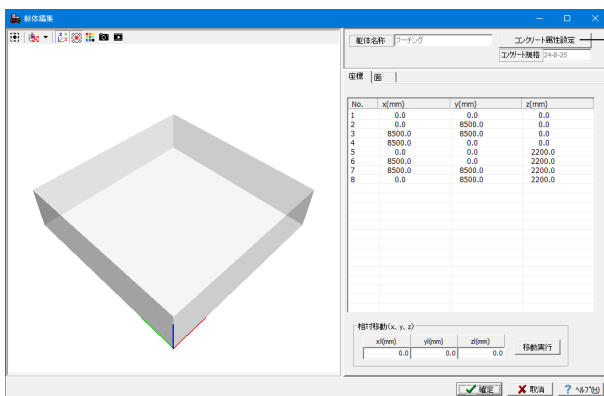 躯体編集
躯体名称 フーチング コンクリート属性設定
コンクリート規格 24-8-25
座標 面
No. x(mm) y(mm) z(mm)
1 0.0 0.0 0.0
2 0.0 8500.0 0.0
3 8500.0 8500.0 0.0
4 8500.0 0.0 0.0
5 0.0 0.0 2200.0
6 8500.0 0.0 2200.0
7 8500.0 8500.0 2200.0
8 0.0 8500.0 2200.0
相対移動(x, y, z)
xl(mm) yl(mm) zl(mm)
0.0 0.0 0.0 移動実行
確定 取消 ? ヘルプ(H)